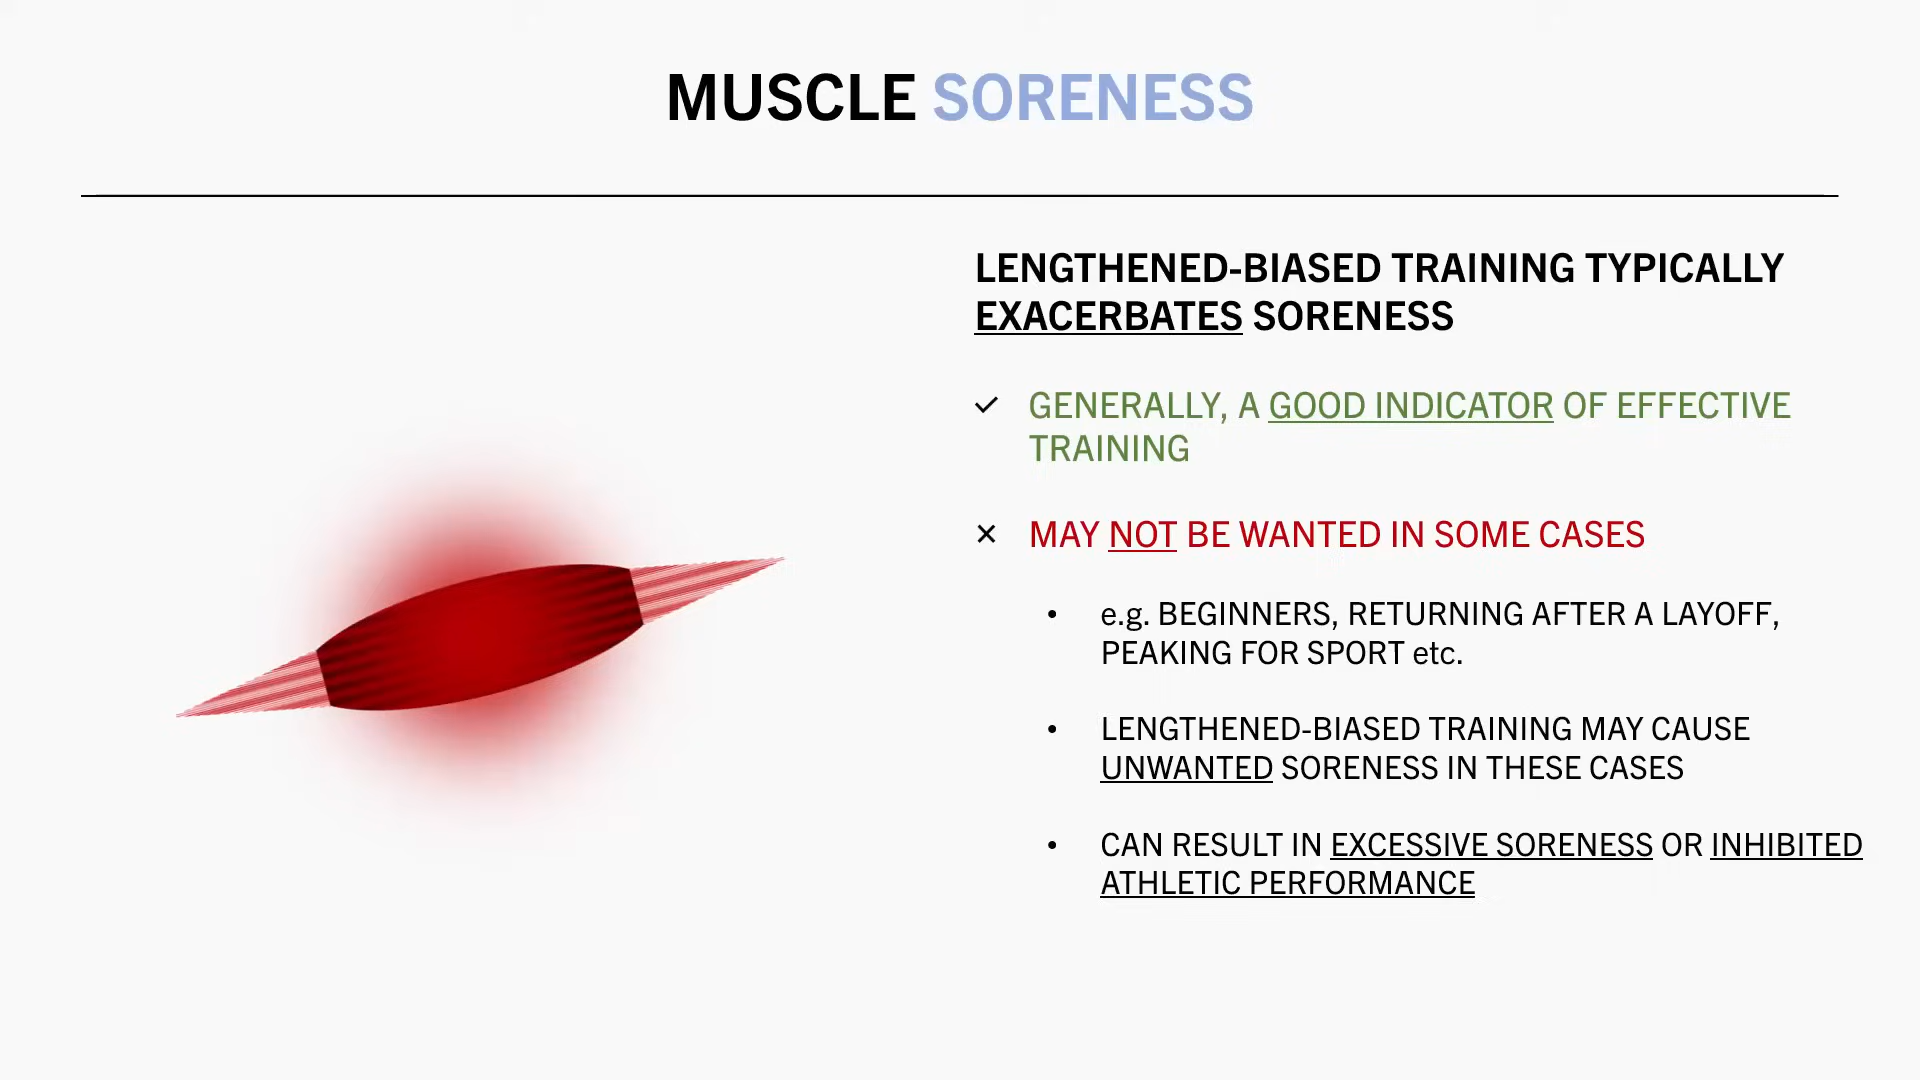 MUSCLE SORENESS
LENGTHENED-BIASED TRAINING TYPICALLY
EXACERBATES SORENESS
✓ GENERALLY, A GOOD INDICATOR OF EFFECTIVE
TRAINING
✕ MAY NOT BE WANTED IN SOME CASES
• e.g. BEGINNERS, RETURNING AFTER A LAYOFF,
PEAKING FOR SPORT etc.
• LENGTHENED-BIASED TRAINING MAY CAUSE
UNWANTED SORENESS IN THESE CASES
• CAN RESULT IN EXCESSIVE SORENESS OR INHIBITED
ATHLETIC PERFORMANCE